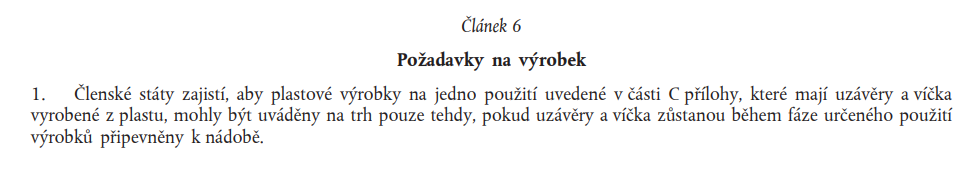 Článek 6
Požadavky na výrobek
1. Členské státy zajistí, aby plastové výrobky na jedno použití uvedené v části C přílohy, které mají uzávěry a víčka
vyrobené z plastu, mohly být uváděny na trh pouze tehdy, pokud uzávěry a víčka zůstanou během fáze určeného použití
výrobků připevněny k nádobě.